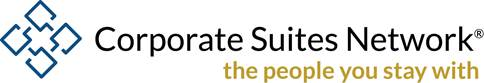 Corporate Suites Network®
the people you stay with